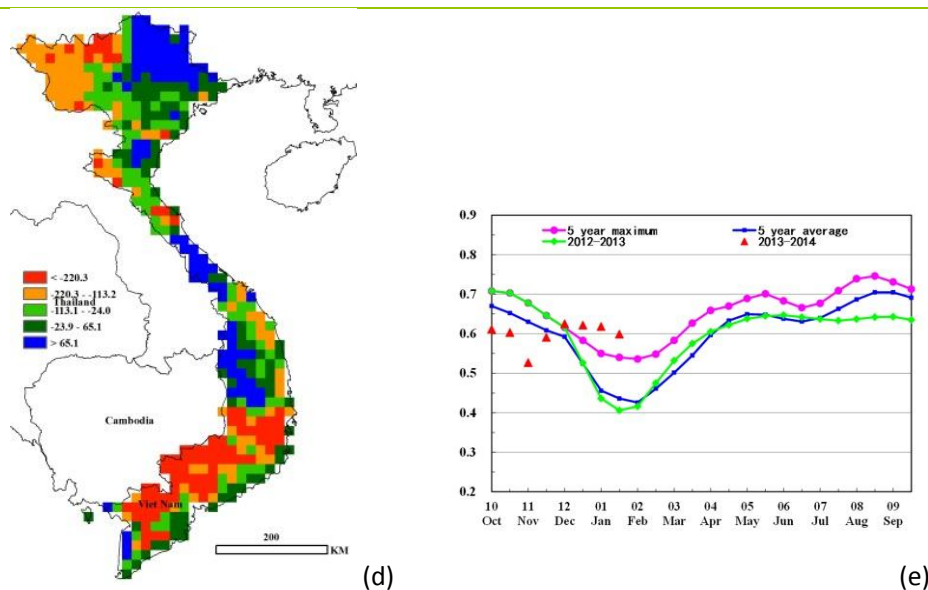 < -220.3
-220.3 - -113.2
Thailand
-113.1 - -24.0
-23.9 - 65.1
> 65.1
Cambodia
Viet Nam
200
KM
(d)
0.9
0.8
0.7
0.6
0.5
0.4
0.3
0.2
5 year maximum
5 year average
2012-2013
2013-2014
10 11 12 01 02 03 04 05 06 07 08 09
Oct Nov Dec Jan Feb Mar Apr May Jun Jul Aug Sep
(e)